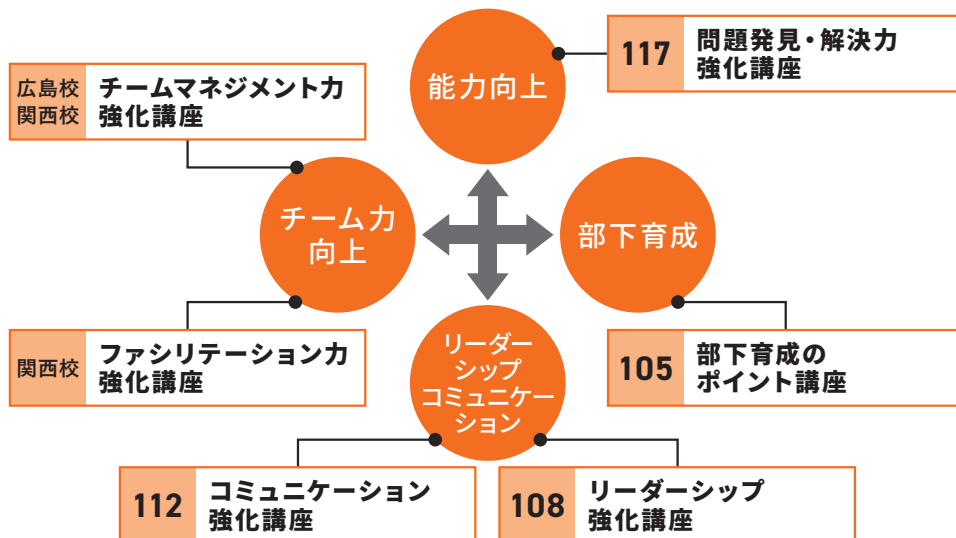 117
問題発見・解決力
強化講座
能力向上
広島校
関西校
チームマネジメント力
強化講座
チーム力
向上
部下育成
関西校
ファシリテーション力
強化講座
リーダー
シップ
コミュニケー
ション
105
部下育成の
ポイント講座
112
コミュニケーション
強化講座
108
リーダーシップ
強化講座